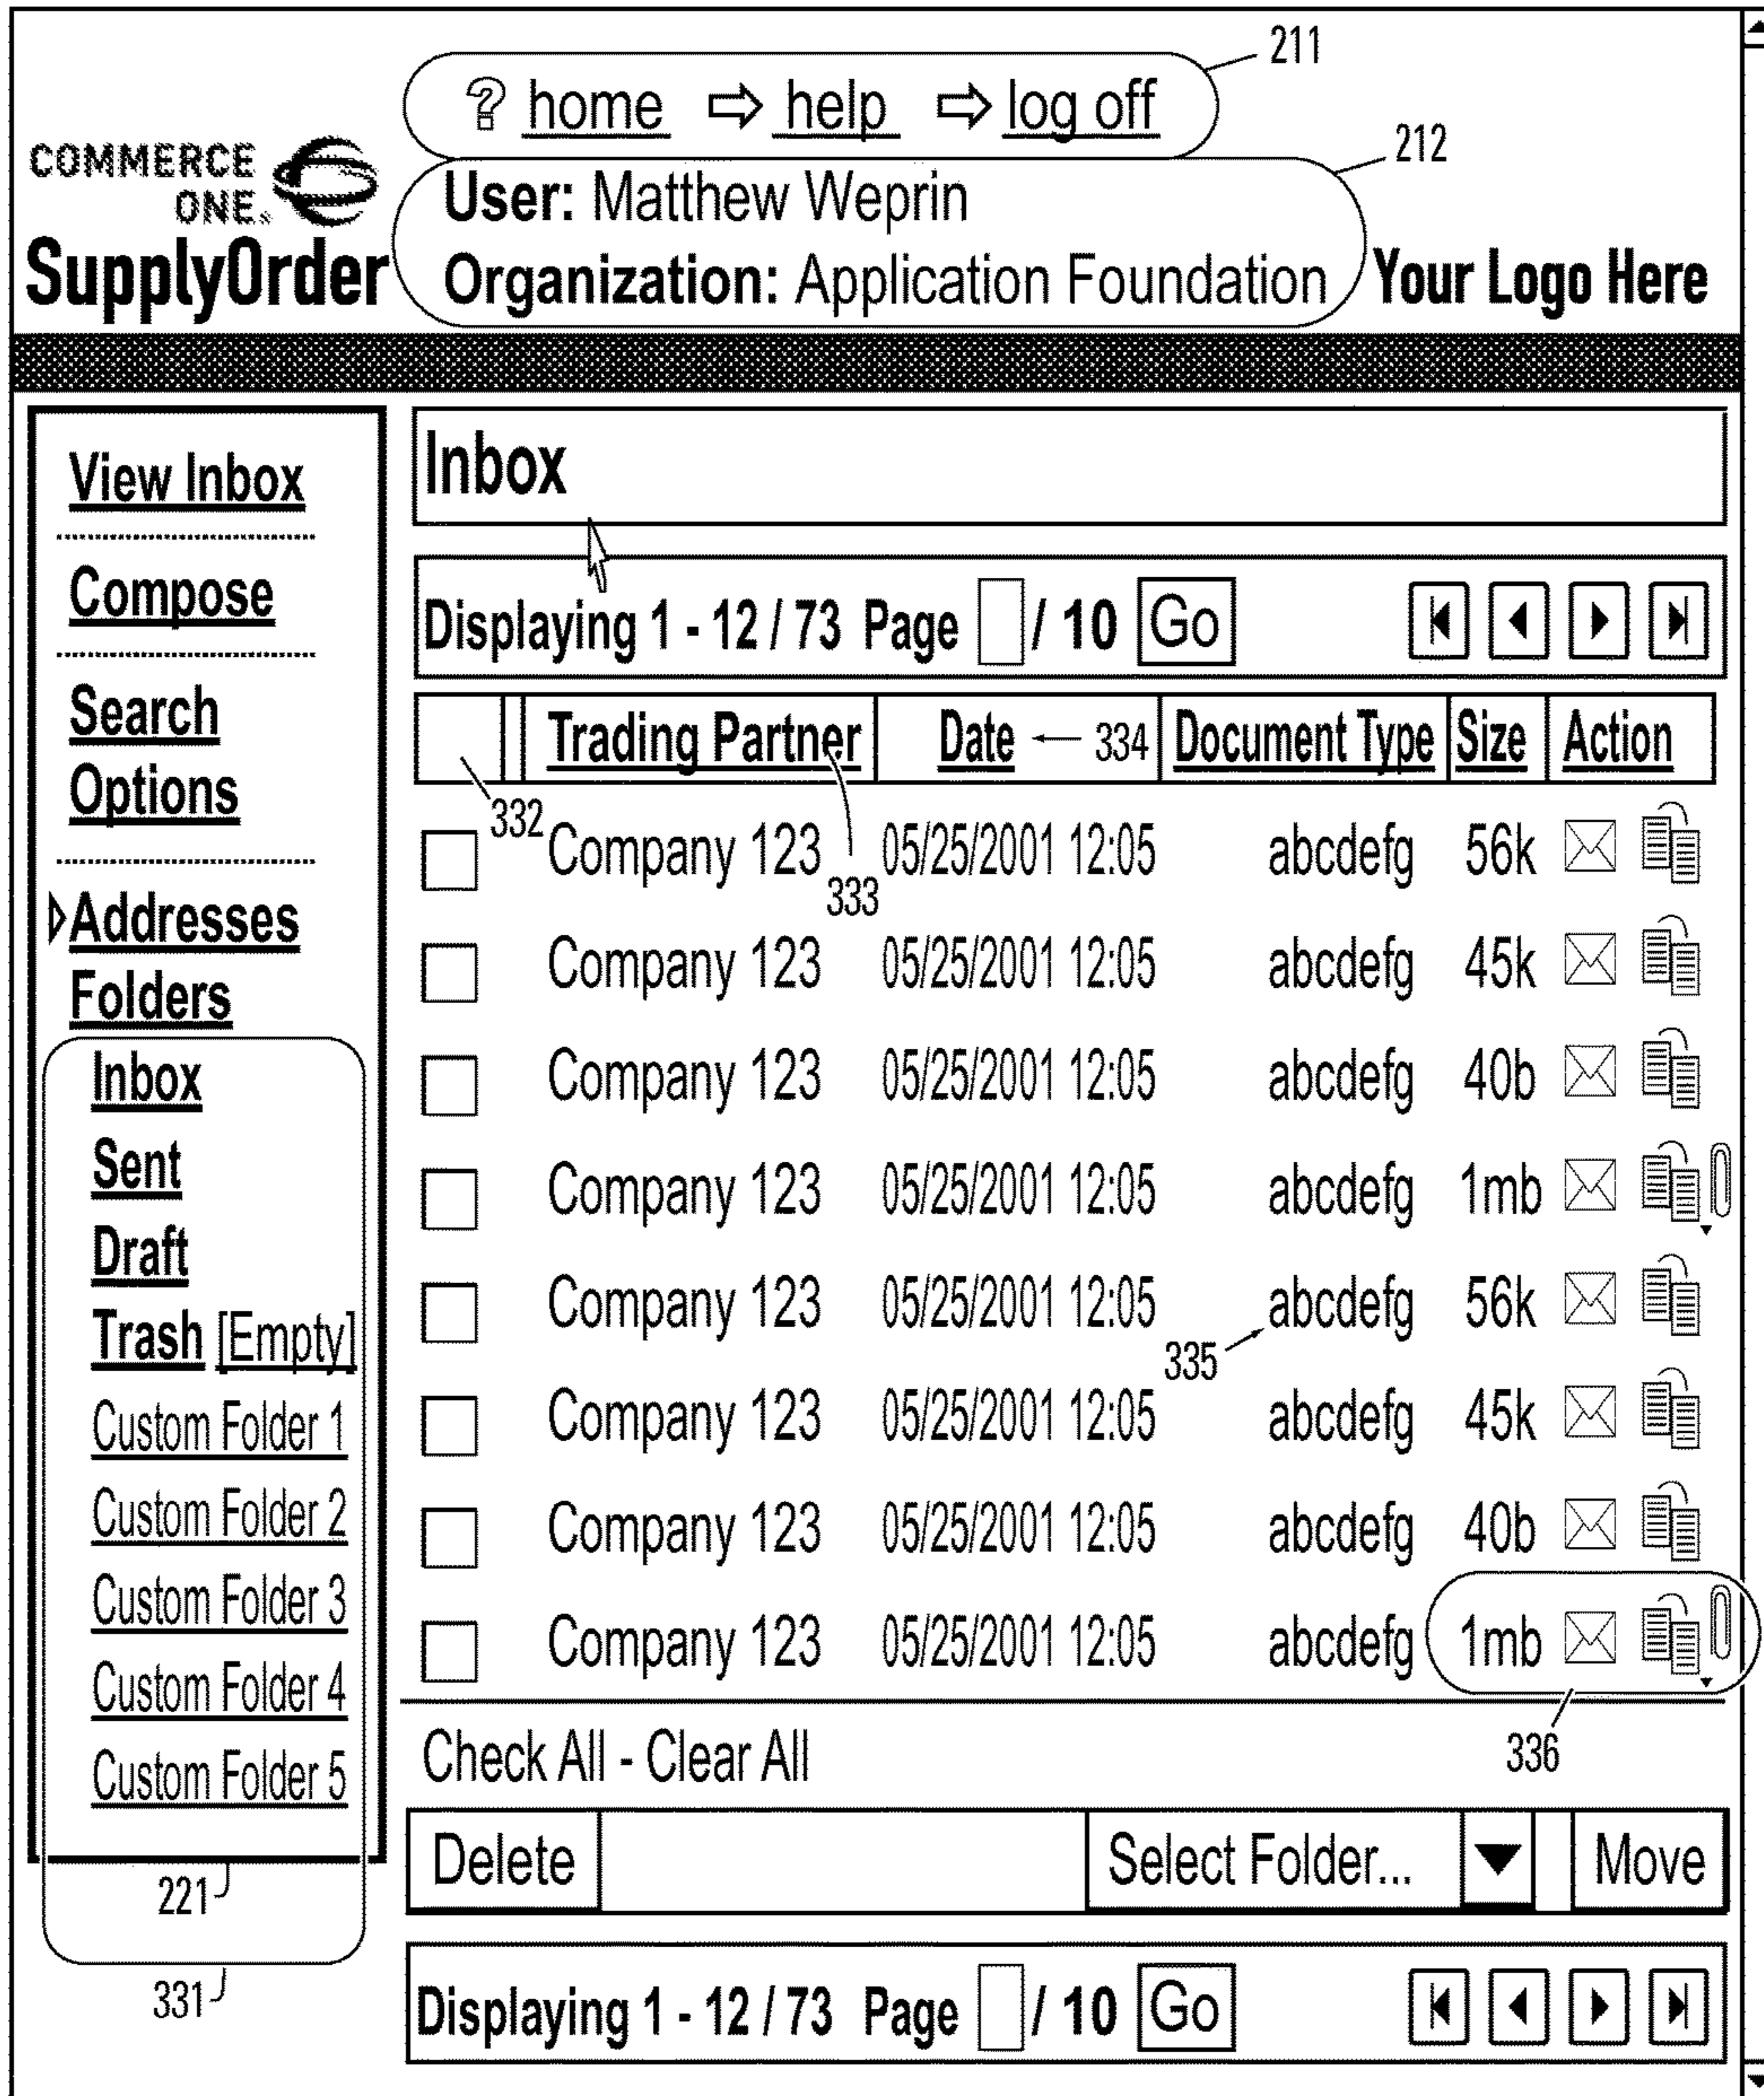 211
? home ⇨ help ⇨ log off
212
COMMERCE
ONE®
SupplyOrder
User: Matthew Weprin
Organization: Application Foundation
Your Logo Here
View Inbox
Compose
Search
Options
Addresses
Folders
Inbox
Sent
Draft
Trash [Empty]
Custom Folder 1
Custom Folder 2
Custom Folder 3
Custom Folder 4
Custom Folder 5
221
331
Inbox
Displaying 1 - 12 / 73 Page / 10 Go
Trading Partner Date 334 Document Type Size Action
332
Company 123 05/25/2001 12:05 abcdefg 56k
333
Company 123 05/25/2001 12:05 abcdefg 45k
Company 123 05/25/2001 12:05 abcdefg 40b
Company 123 05/25/2001 12:05 abcdefg 1mb
Company 123 05/25/2001 12:05 abcdefg 56k
335
Company 123 05/25/2001 12:05 abcdefg 45k
Company 123 05/25/2001 12:05 abcdefg 40b
Company 123 05/25/2001 12:05 abcdefg 1mb
336
Check All - Clear All
Delete Select Folder... Move
Displaying 1 - 12 / 73 Page / 10 Go